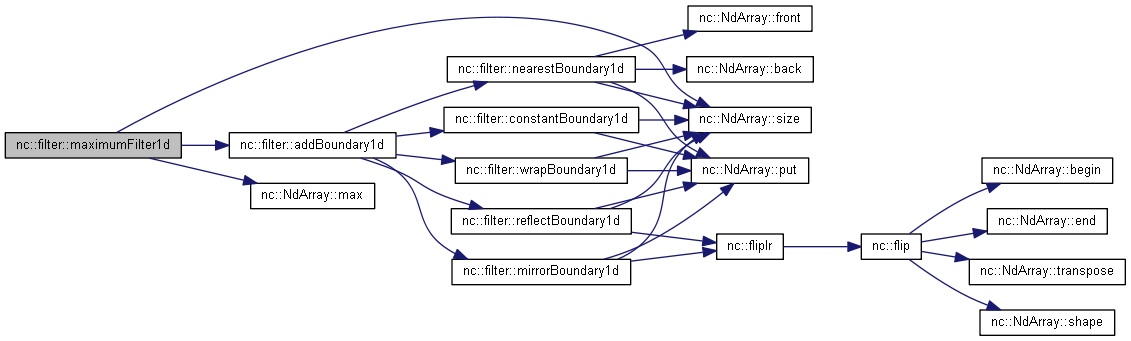 nc::filter::maximumFilter1d
nc::filter::addBoundary1d
nc::NdArray::max
nc::filter::nearestBoundary1d
nc::filter::constantBoundary1d
nc::filter::wrapBoundary1d
nc::filter::reflectBoundary1d
nc::filter::mirrorBoundary1d
nc::NdArray::front
nc::NdArray::back
nc::NdArray::size
nc::NdArray::put
nc::fliplr
nc::flip
nc::NdArray::begin
nc::NdArray::end
nc::NdArray::transpose
nc::NdArray::shape